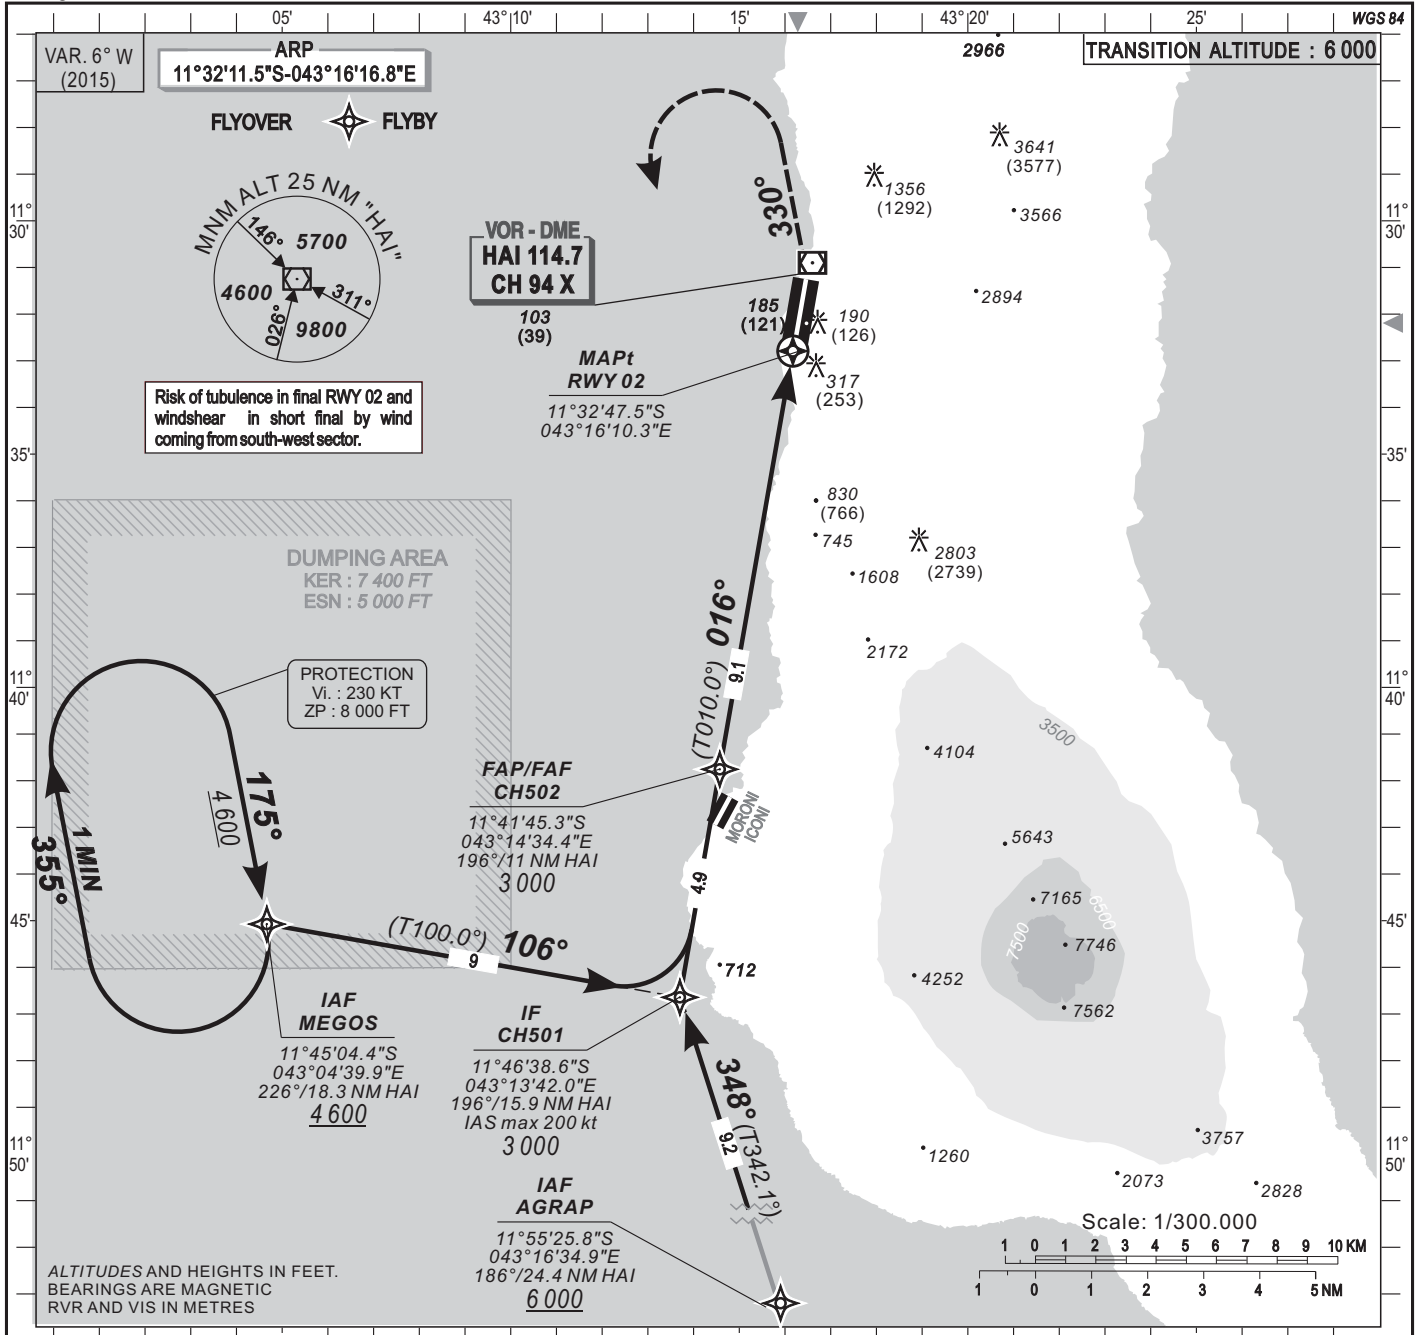 05' 43°10' 15' 43°20' 25' WGS 84
VAR. 6° W
(2015)
ARP
11°32'11.5"S-043°16'16.8"E
2966
TRANSITION ALTITUDE : 6 000
FLYOVER FLYBY
MNM ALT 25 NM "HAI"
146°
5700
4600
311°
026°
9800
330°
3641
(3577)
1356
(1292)
3566
11°
30'
11°
30'
VOR - DME
HAI 114.7
CH 94 X
103
(39)
2894
185
(121)
190
(126)
MAPt
RWY 02
11°32'47.5"S
043°16'10.3"E
317
(253)
Risk of turbulence in final RWY 02 and
windshear in short final by wind
coming from south-west sector.
35'
35'
830
(766)
745
2803
(2739)
1608
DUMPING AREA
KER : 7 400 FT
ESN : 5 000 FT
016°
(T010.0°)
9.1
2172
PROTECTION
Vi. : 230 KT
ZP : 8 000 FT
11°
40'
11°
40'
3500
4104
FAP/FAF
CH502
11°41'45.3"S
043°14'34.4"E
196°/11 NM HAI
3 000
MORONI
ICONI
175°
4 600
1 MIN
355°
5643
7165
6500
7500
7746
7562
4252
4.9
45'
45'
(T100.0°) 106°
9
712
IAF
MEGOS
11°45'04.4"S
043°04'39.9"E
226°/18.3 NM HAI
4 600
IF
CH501
11°46'38.6"S
043°13'42.0"E
196°/15.9 NM HAI
IAS max 200 kt
3 000
348°
(T342.1°)
9.2
11°
50'
11°
50'
1260
3757
2073
2828
IAF
AGRAP
11°55'25.8"S
043°16'34.9"E
186°/24.4 NM HAI
6 000
Scale: 1/300.000
1 0 1 2 3 4 5 6 7 8 9 10 KM
1 0 1 2 3 4 5 NM
ALTITUDES AND HEIGHTS IN FEET.
BEARINGS ARE MAGNETIC
RVR AND VIS IN METRES